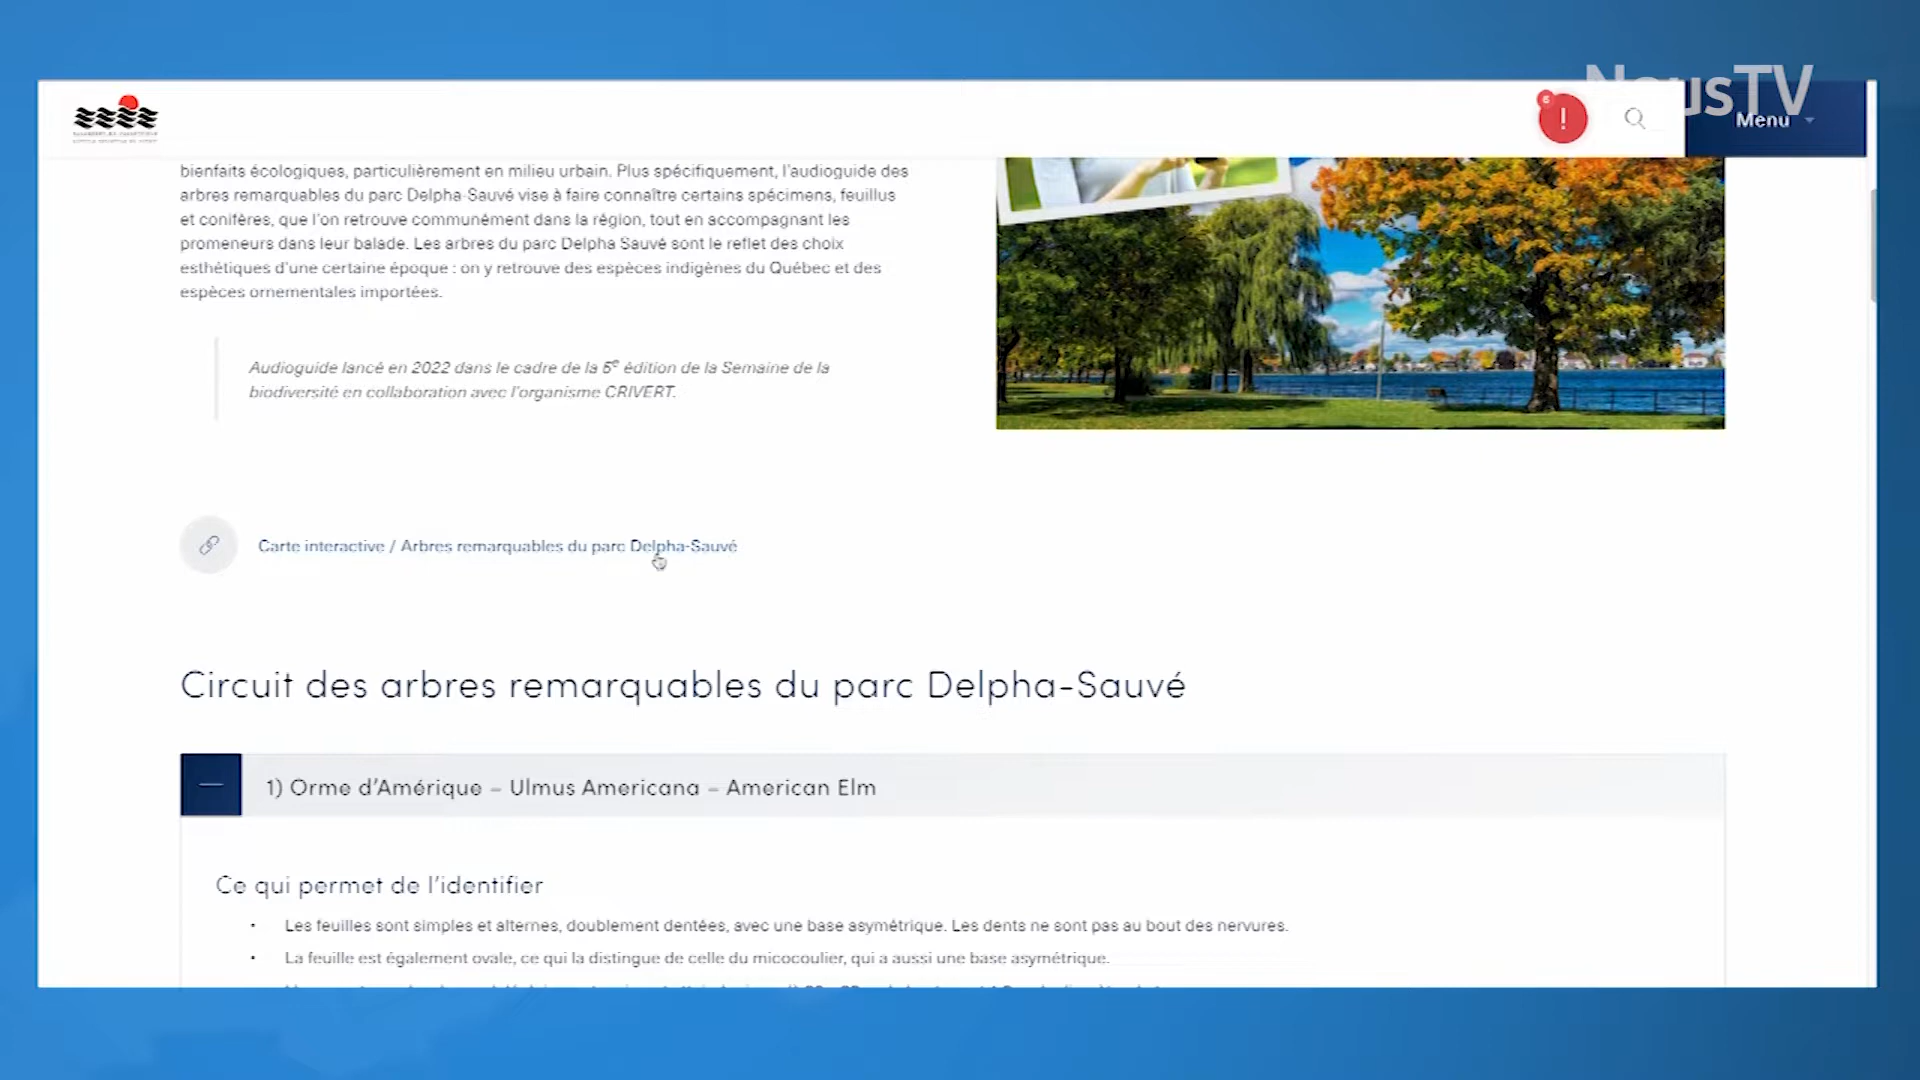 NousTV
6
!
Menu
bienfaits écologiques, particulièrement en milieu urbain. Plus spécifiquement, l'audioguide des
arbres remarquables du parc Delpha-Sauvé vise à faire connaître certains spécimens, feuillus
et conifères, que l'on retrouve communément dans la région, tout en accompagnant les
promeneurs dans leur balade. Les arbres du parc Delpha Sauvé sont le reflet des choix
esthétiques d'une certaine époque : on y retrouve des espèces indigènes du Québec et des
espèces ornementales importées.
Audioguide lancé en 2022 dans le cadre de la 5e édition de la Semaine de la
biodiversité en collaboration avec l'organisme CRIVERT.
Carte interactive / Arbres remarquables du parc Delpha-Sauvé
Circuit des arbres remarquables du parc Delpha-Sauvé
1) Orme d'Amérique – Ulmus Americana – American Elm
Ce qui permet de l'identifier
• Les feuilles sont simples et alternes, doublement dentées, avec une base asymétrique. Les dents ne sont pas au bout des nervures.
• La feuille est également ovale, ce qui la distingue de celle du micocoulier, qui a aussi une base asymétrique.